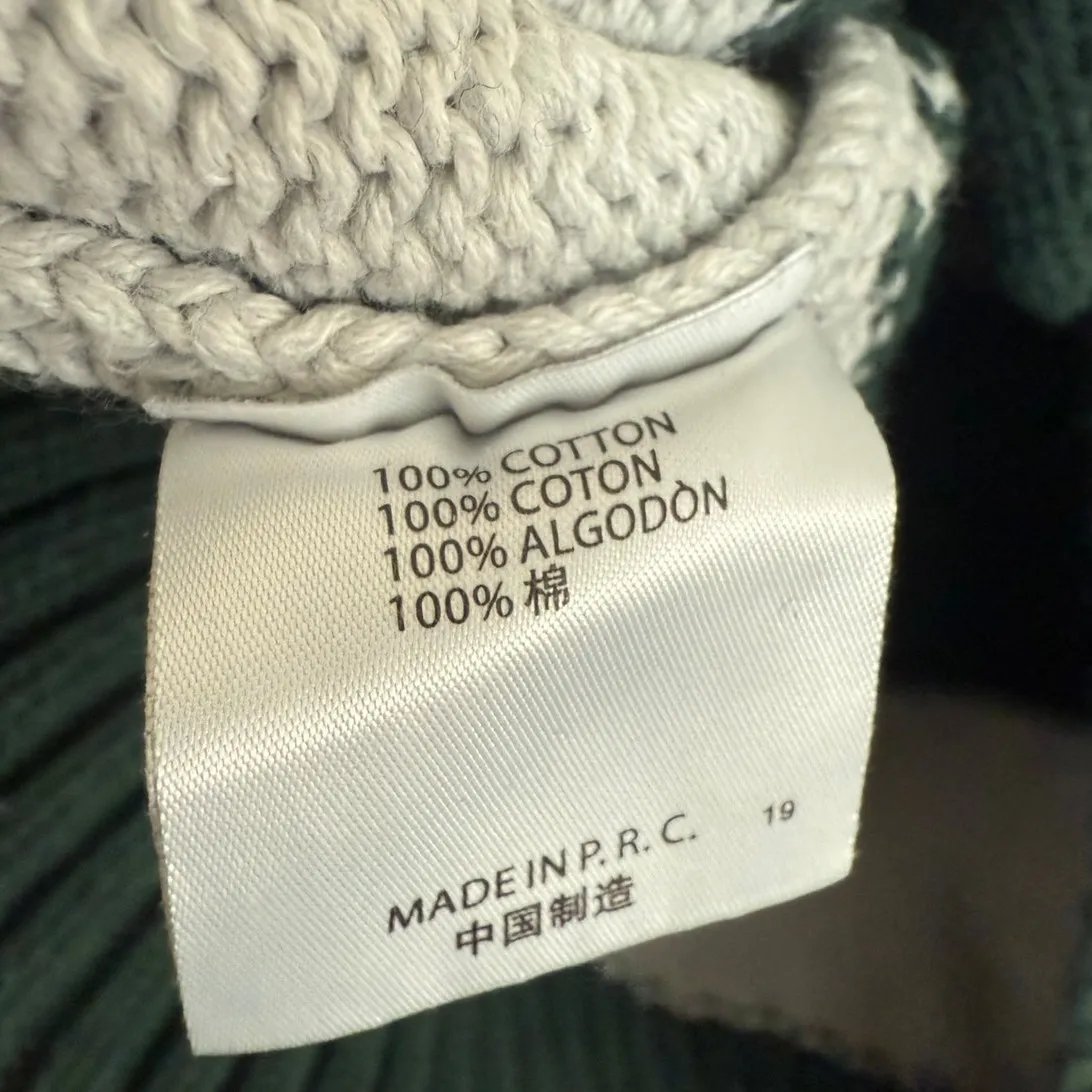 100% COTTON
100% COTON
100% ALGODÒN
100% 棉
19
MADE IN P. R. C.
中国制造